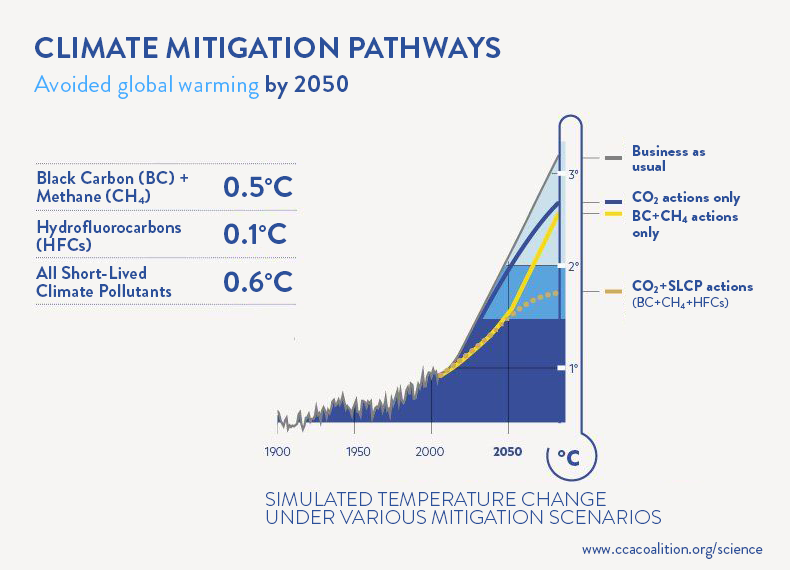 CLIMATE MITIGATION PATHWAYS
Avoided global warming by 2050
Black Carbon (BC) +
Methane (CH₄)
0.5°C
Hydrofluorocarbons
(HFCs)
0.1°C
All Short-Lived
Climate Pollutants
0.6°C
3°
2°
1°
Business as
usual
CO₂ actions only
BC+CH₄ actions
only
CO₂+SLCP actions
(BC+CH₄+HFCs)
1900
1950
2000
2050
°C
SIMULATED TEMPERATURE CHANGE
UNDER VARIOUS MITIGATION SCENARIOS
www.ccacoalition.org/science